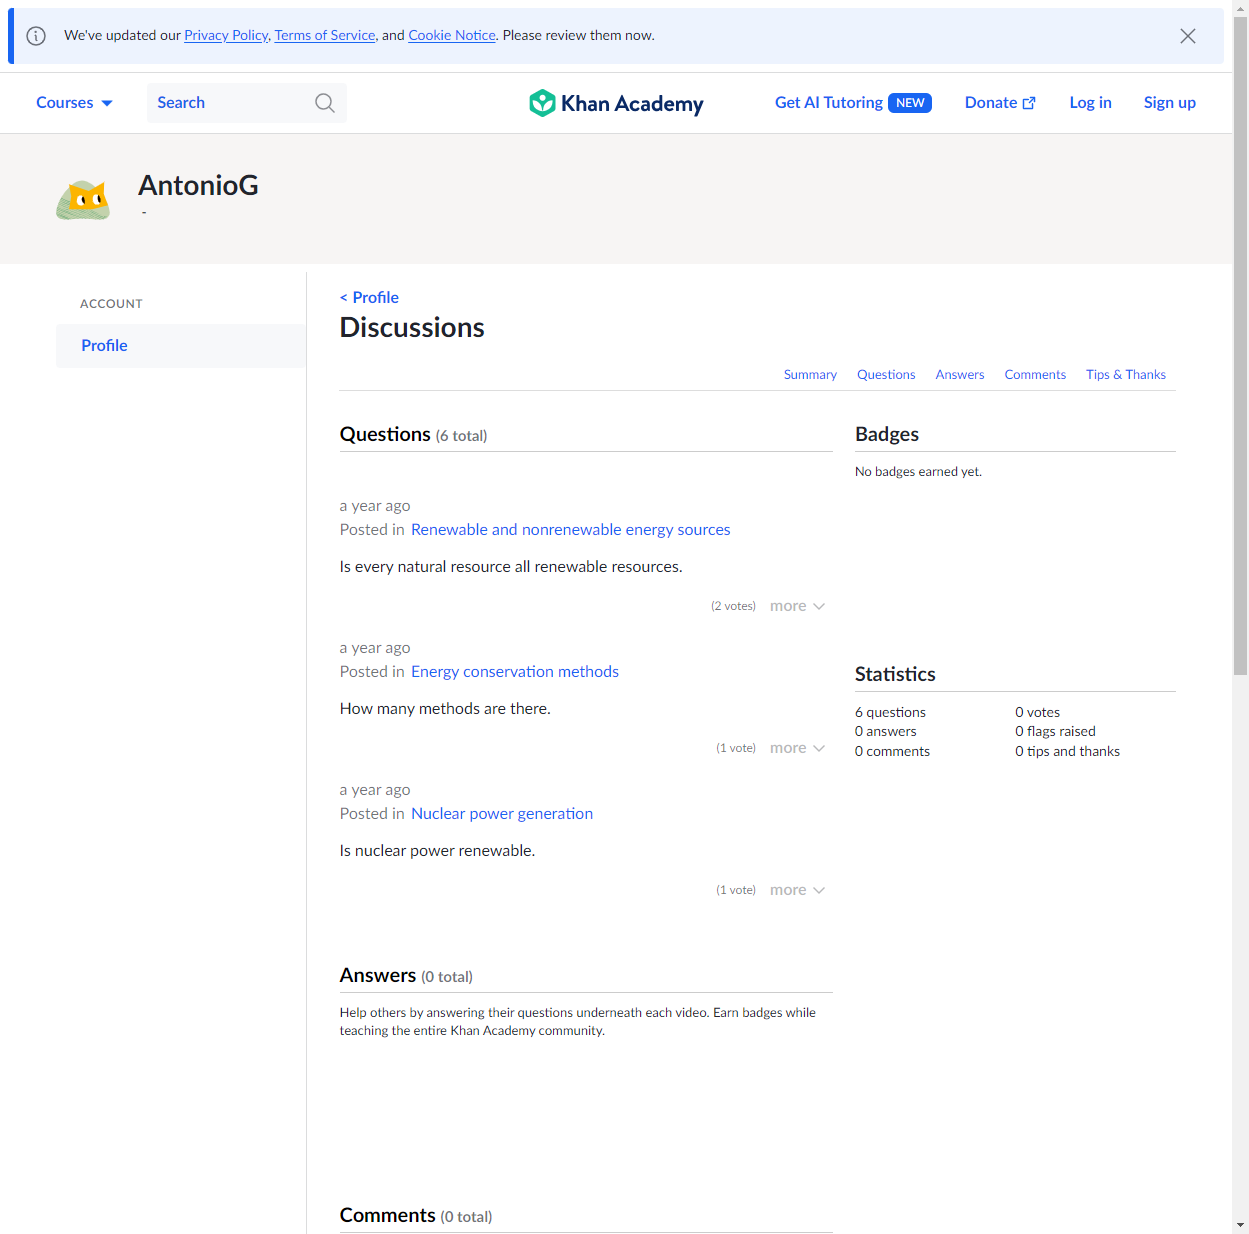 We've updated our Privacy Policy, Terms of Service, and Cookie Notice. Please review them now.
Courses
Search
Khan Academy
Get AI Tutoring NEW
Donate
Log in
Sign up
AntonioG
-
ACCOUNT
Profile
< Profile
Discussions
Summary Questions Answers Comments Tips & Thanks
Questions (6 total)
a year ago
Posted in Renewable and nonrenewable energy sources
Is every natural resource all renewable resources.
(2 votes) more
a year ago
Posted in Energy conservation methods
How many methods are there.
(1 vote) more
a year ago
Posted in Nuclear power generation
Is nuclear power renewable.
(1 vote) more
Answers (0 total)
Help others by answering their questions underneath each video. Earn badges while
teaching the entire Khan Academy community.
Comments (0 total)
Badges
No badges earned yet.
Statistics
6 questions 0 votes
0 answers 0 flags raised
0 comments 0 tips and thanks